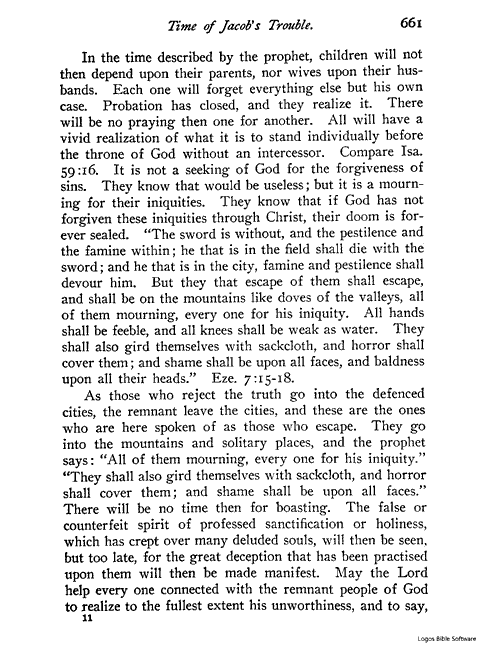 Time of Jacob's Trouble. 661
In the time described by the prophet, children will not
then depend upon their parents, nor wives upon their hus-
bands. Each one will forget everything else but his own
case. Probation has closed, and they realize it. There
will be no praying then one for another. All will have a
vivid realization of what it is to stand individually before
the throne of God without an intercessor. Compare Isa.
59:16. It is not a seeking of God for the forgiveness of
sins. They know that would be useless; but it is a mourn-
ing for their iniquities. They know that if God has not
forgiven these iniquities through Christ, their doom is for-
ever sealed. "The sword is without, and the pestilence and
the famine within; he that is in the field shall die with the
sword; and he that is in the city, famine and pestilence shall
devour him. But they that escape of them shall escape,
and shall be on the mountains like doves of the valleys, all
of them mourning, every one for his iniquity. All hands
shall be feeble, and all knees shall be weak as water. They
shall also gird themselves with sackcloth, and horror shall
cover them; and shame shall be upon all faces, and baldness
upon all their heads." Eze. 7:15-18.
As those who reject the truth go into the defenced
cities, the remnant leave the cities, and these are the ones
who are here spoken of as those who escape. They go
into the mountains and solitary places, and the prophet
says: "All of them mourning, every one for his iniquity."
"They shall also gird themselves with sackcloth, and horror
shall cover them; and shame shall be upon all faces."
There will be no time then for boasting. The false or
counterfeit spirit of professed sanctification or holiness,
which has crept over many deluded souls, will then be seen,
but too late, for the great deception that has been practised
upon them will then be made manifest. May the Lord
help every one connected with the remnant people of God
to realize to the fullest extent his unworthiness, and to say,
11
Logos Bible Software